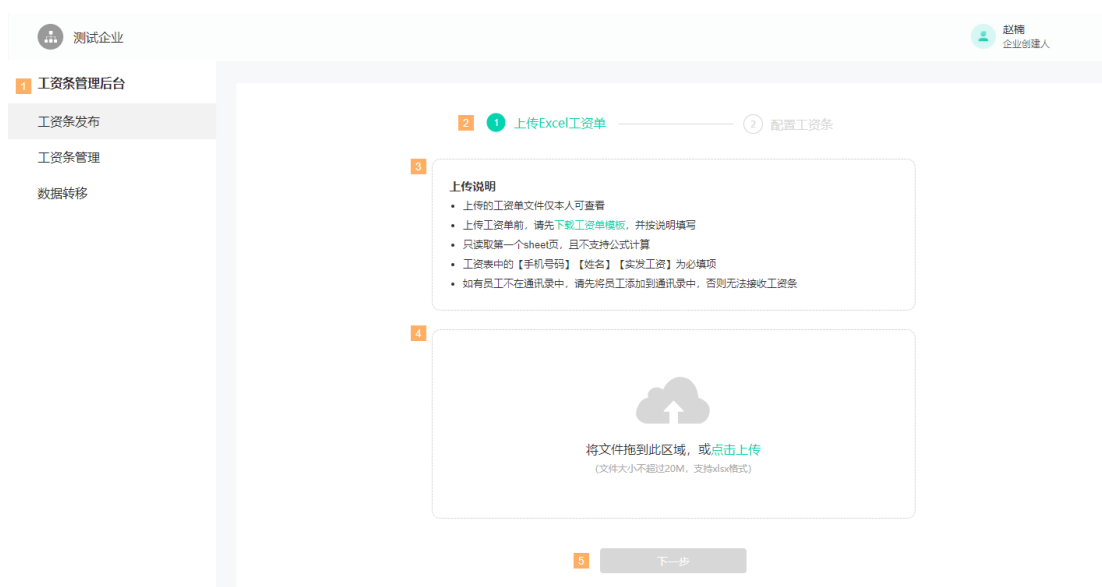 测试企业
赵楠
企业创建人
1 工资条管理后台
工资条发布
工资条管理
数据转移
2 1 上传Excel工资单 2 配置工资条
3
上传说明
• 上传的工资单文件仅本人可查看
• 上传工资单前，请先下载工资单模板，并按说明填写
• 只读取第一个sheet页，且不支持公式计算
• 工资表中的【手机号码】【姓名】【实发工资】为必填项
• 如有员工不在通讯录中，请先将员工添加到通讯录中，否则无法接收工资条
4
将文件拖到此区域，或点击上传
(文件大小不超过20M，支持xlsx格式)
5 下一步